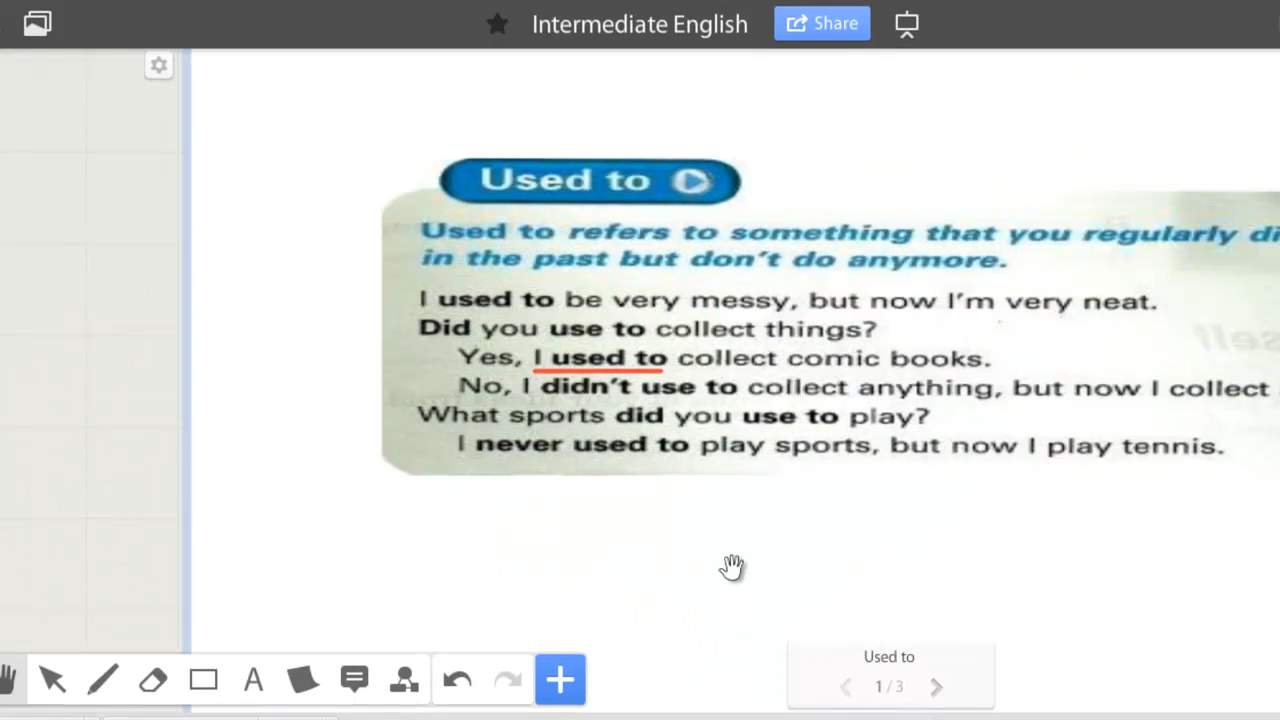 Intermediate English
Share
Used to
Used to refers to something that you regularly
in the past but don't do anymore.
I used to be very messy, but now I'm very neat.
Did you use to collect things?
Yes, I used to collect comic books.
No, I didn't use to collect anything, but now I collect
What sports did you use to play?
I never used to play sports, but now I play tennis.
A
Used to
1 / 3